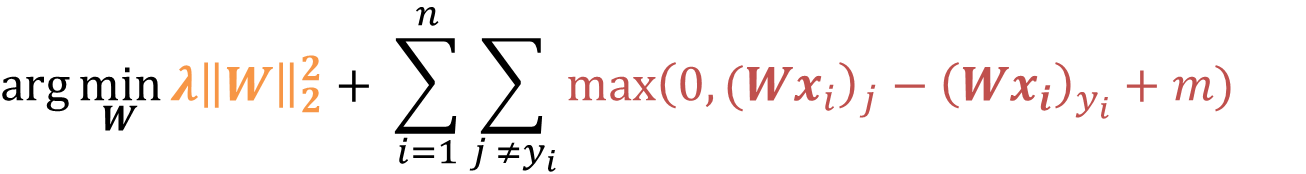 arg min_W λ‖W‖₂² + ∑_{i=1}^{n} ∑_{j≠y_i} max(0, (Wx_i)_j − (Wx_i)_{y_i} + m)